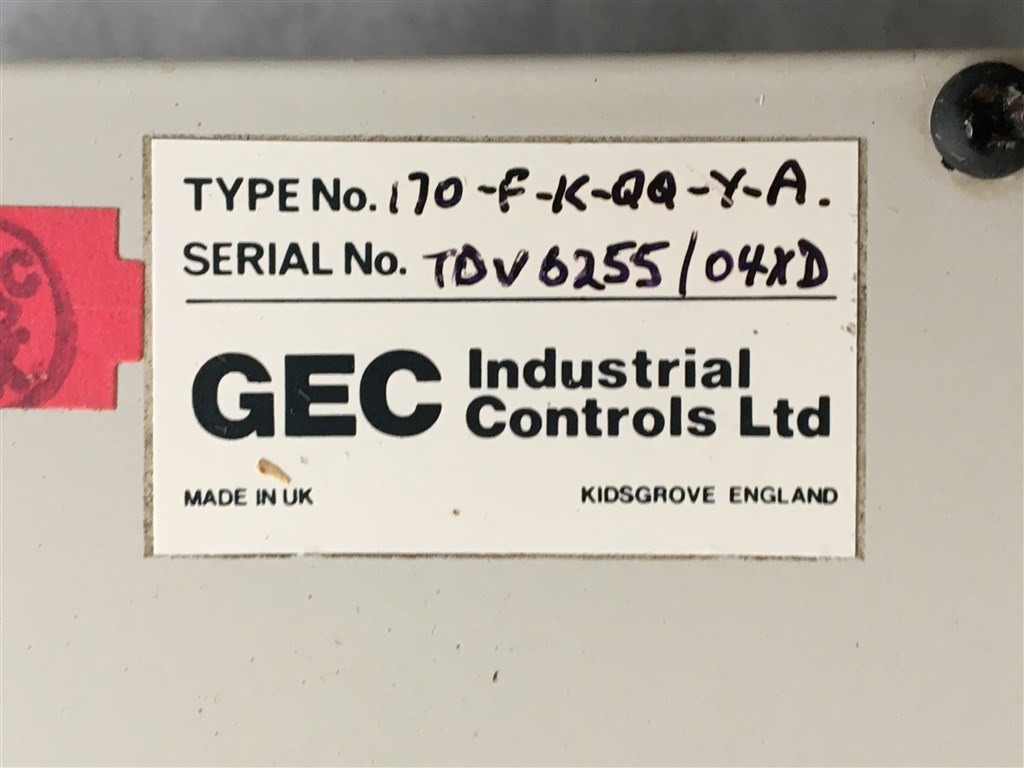 TYPE No. 170-F-K-QQ-Y-A.
SERIAL No. TDV6255/04XD
GEC Industrial
Controls Ltd
MADE IN UK KIDSGROVE ENGLAND